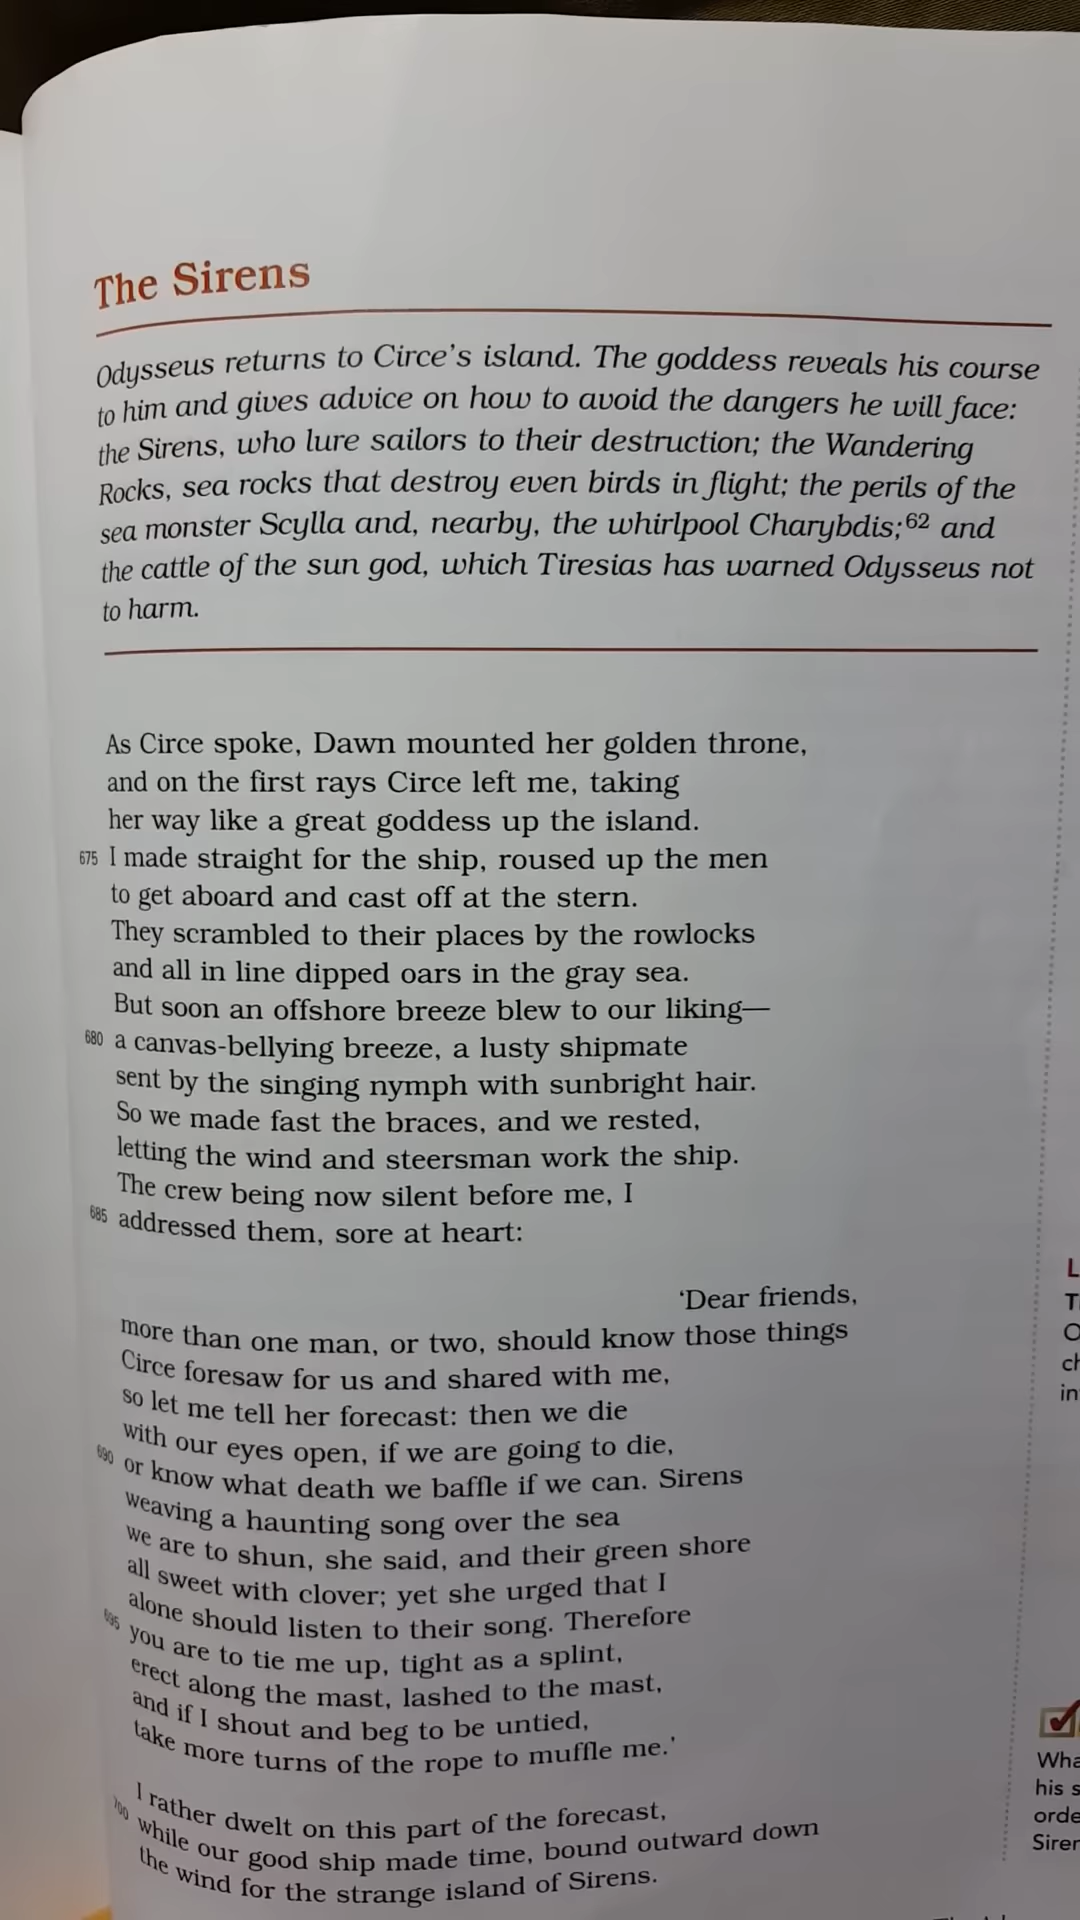 The Sirens
Odysseus returns to Circe's island. The goddess reveals his course
to him and gives advice on how to avoid the dangers he will face:
the Sirens, who lure sailors to their destruction; the Wandering
Rocks, sea rocks that destroy even birds in flight; the perils of the
sea monster Scylla and, nearby, the whirlpool Charybdis;62 and
the cattle of the sun god, which Tiresias has warned Odysseus not
to harm.
As Circe spoke, Dawn mounted her golden throne,
and on the first rays Circe left me, taking
her way like a great goddess up the island.
675 I made straight for the ship, roused up the men
to get aboard and cast off at the stern.
They scrambled to their places by the rowlocks
and all in line dipped oars in the gray sea.
But soon an offshore breeze blew to our liking—
680 a canvas-bellying breeze, a lusty shipmate
sent by the singing nymph with sunbright hair.
So we made fast the braces, and we rested,
letting the wind and steersman work the ship.
The crew being now silent before me, I
685 addressed them, sore at heart:
'Dear friends,
more than one man, or two, should know those things
Circe foresaw for us and shared with me,
so let me tell her forecast: then we die
with our eyes open, if we are going to die,
690 or know what death we baffle if we can. Sirens
weaving a haunting song over the sea
we are to shun, she said, and their green shore
all sweet with clover; yet she urged that I
alone should listen to their song. Therefore
695 you are to tie me up, tight as a splint,
erect along the mast, lashed to the mast,
and if I shout and beg to be untied,
take more turns of the rope to muffle me.'
I rather dwelt on this part of the forecast,
700 while our good ship made time, bound outward down
the wind for the strange island of Sirens.
L
T
O
ch
in
Wha
his s
orde
Siren